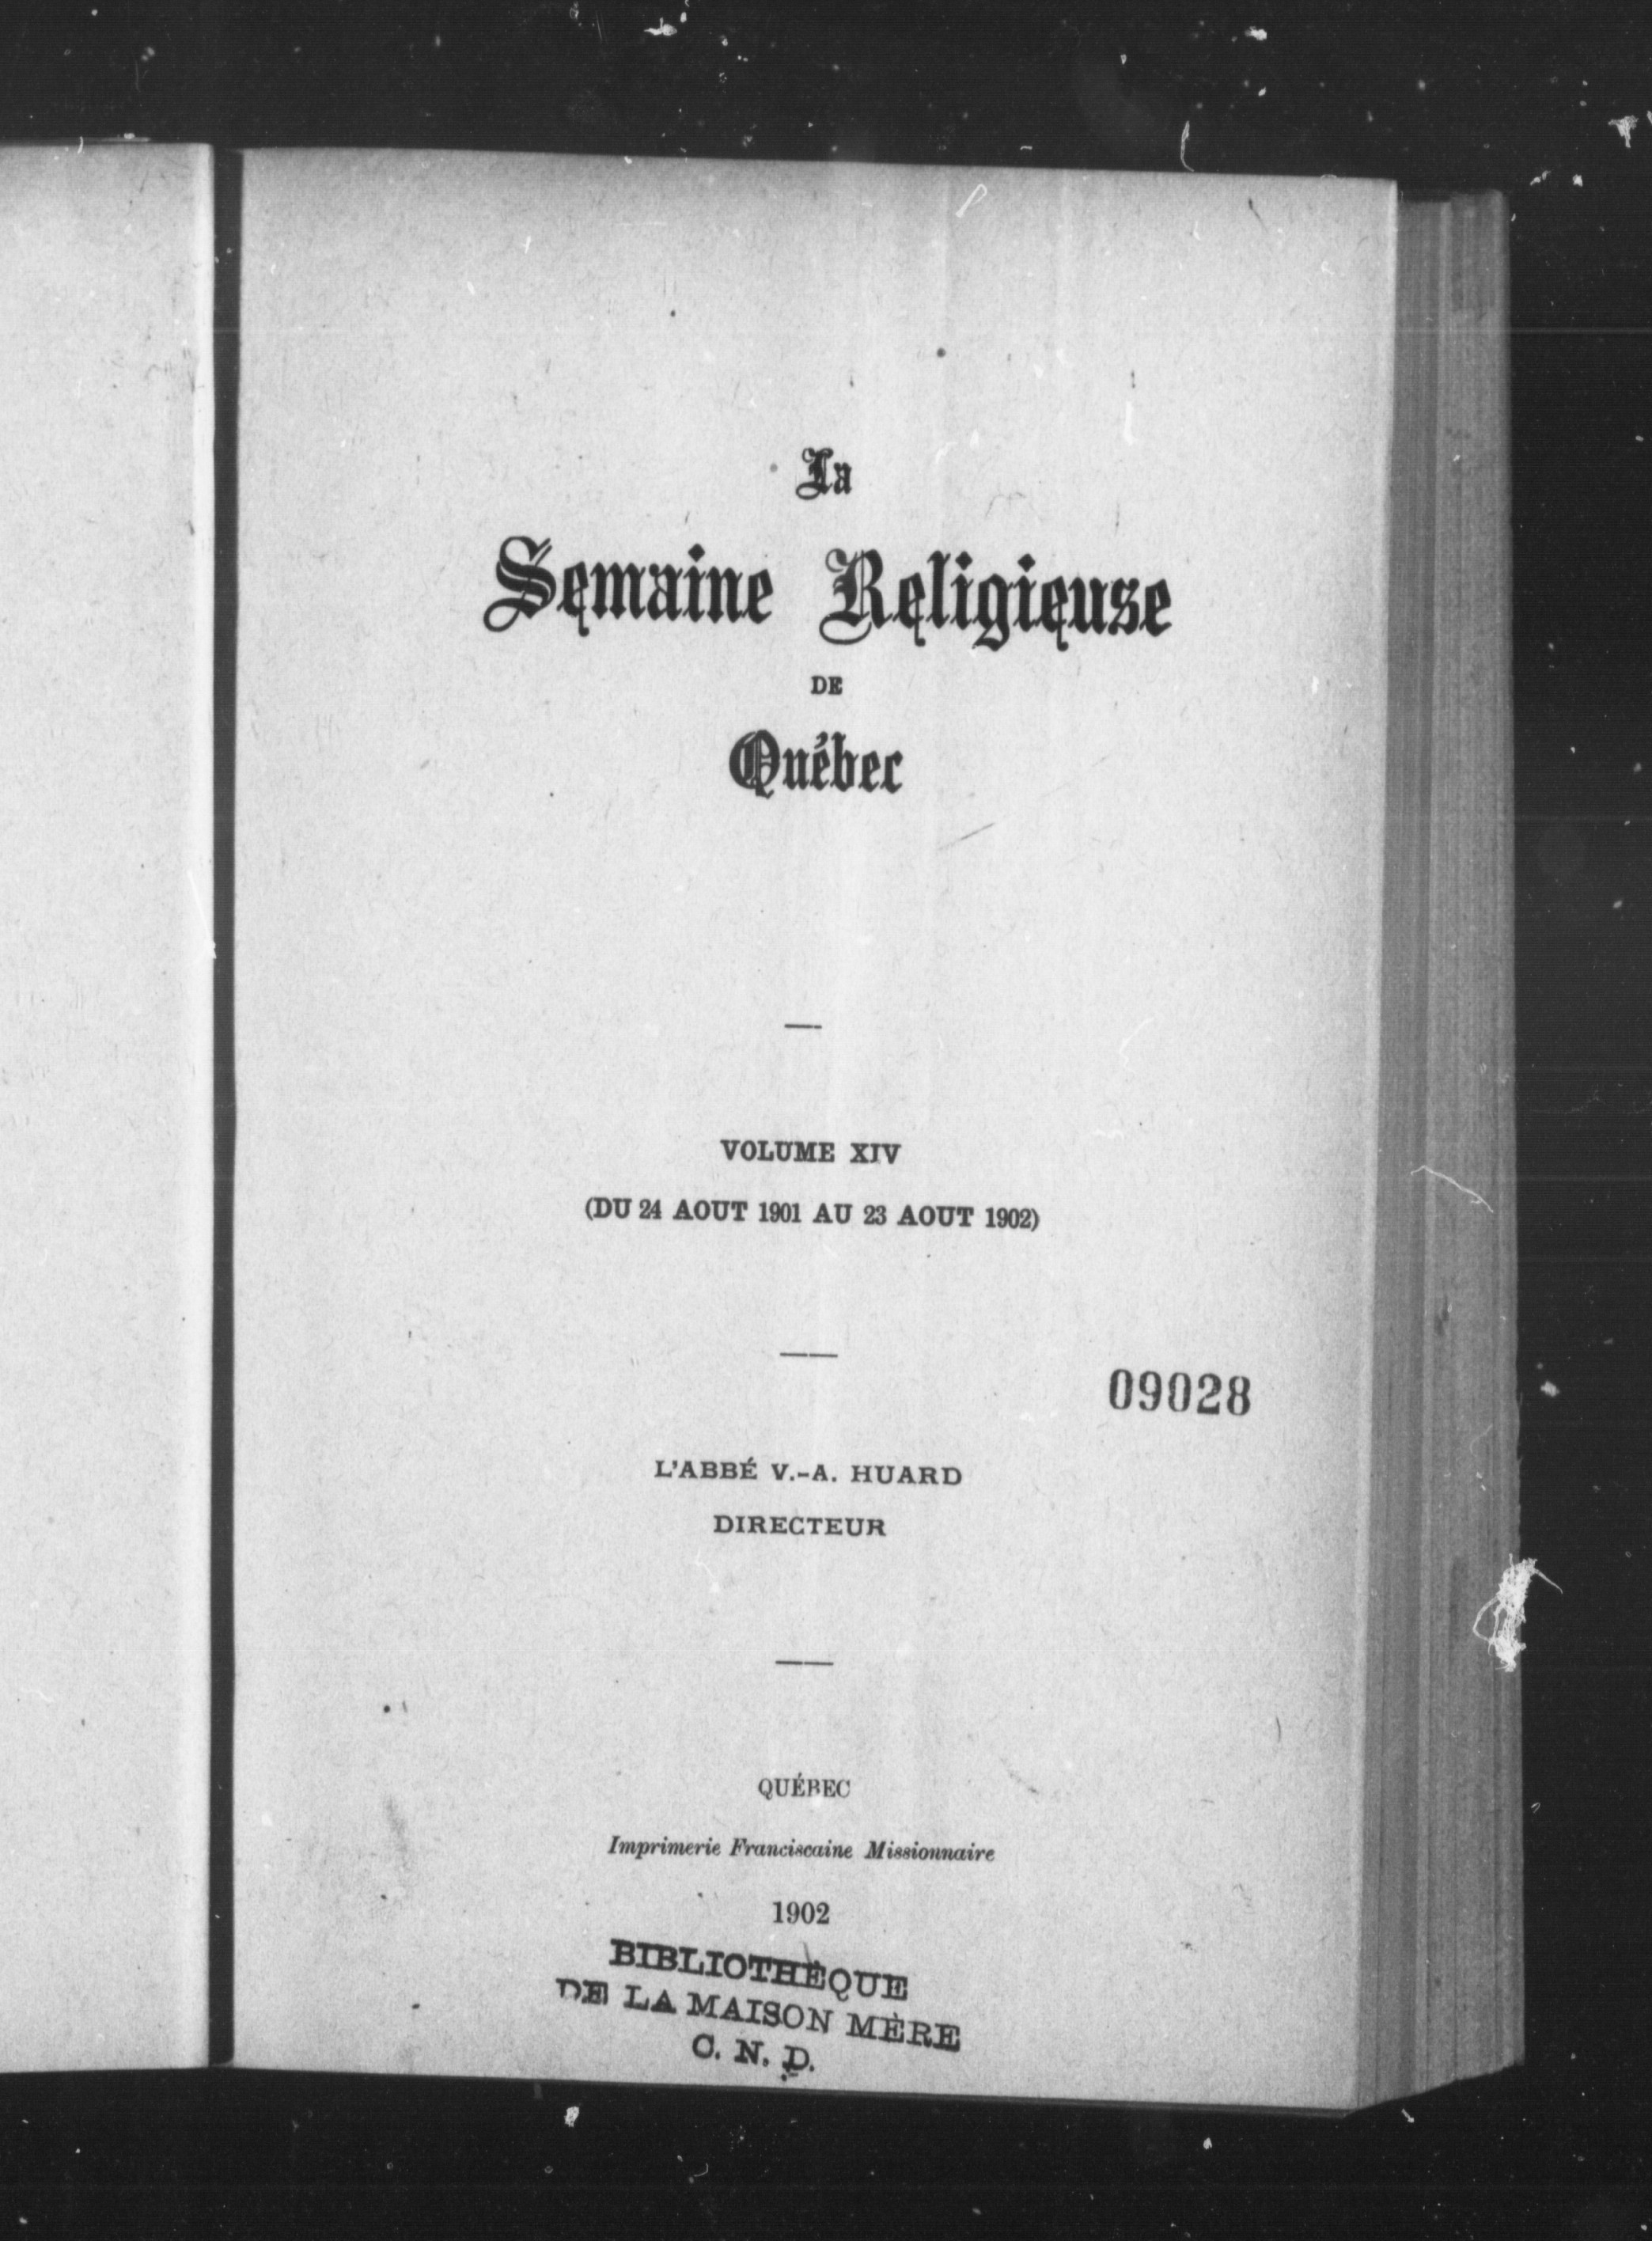 La
Semaine Religieuse
DE
Québec
VOLUME XIV
(DU 24 AOUT 1901 AU 23 AOUT 1902)
09028
L'ABBÉ V.-A. HUARD
DIRECTEUR
QUÉBEC
Imprimerie Franciscaine Missionnaire
1902
BIBLIOTHÈQUE
DE LA MAISON MÈRE
C. N. D.